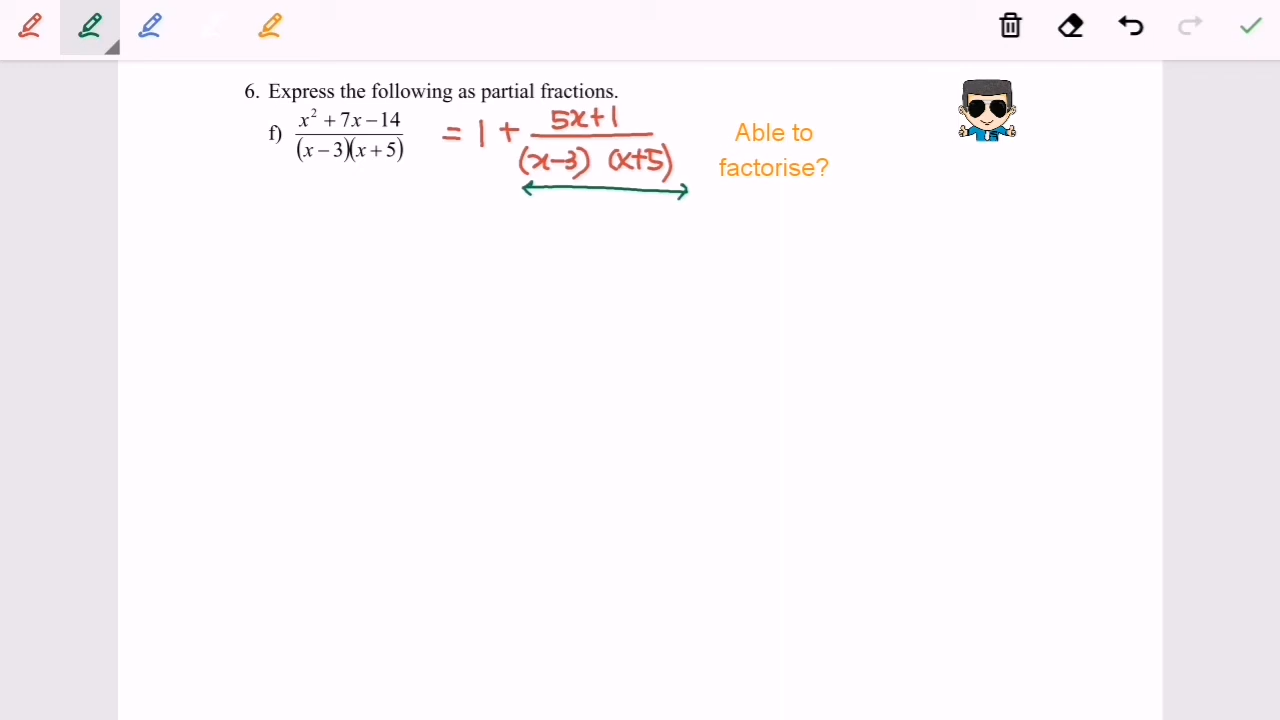 6. Express the following as partial fractions.
f) (x² + 7x − 14)/((x − 3)(x + 5)) = 1 + (5x+1)/((x−3) (x+5))
Able to
factorise?